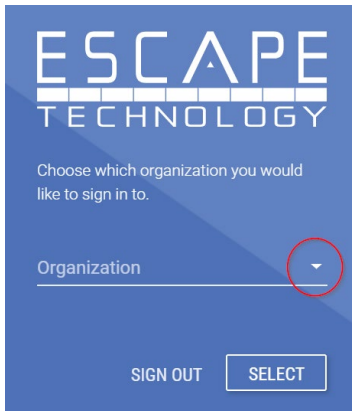 ESCAPE
TECHNOLOGY
Choose which organization you would
like to sign in to.
Organization
SIGN OUT SELECT